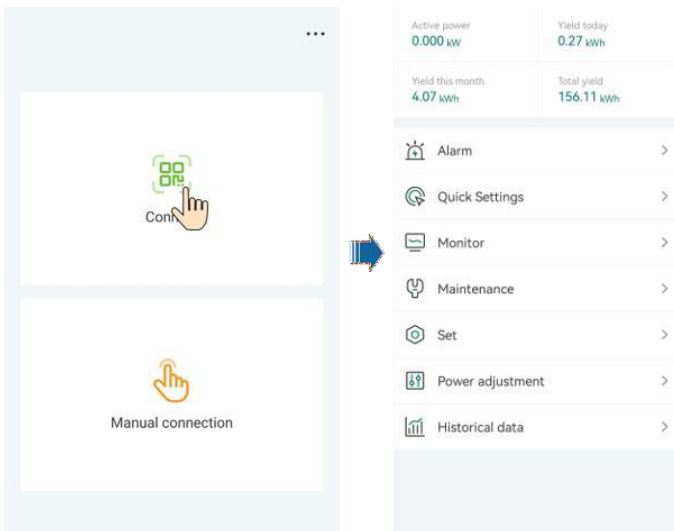 ...
Conn
Manual connection
Active power
0.000 kW
Yield today
0.27 kWh
Yield this month
4.07 kWh
Total yield
156.11 kWh
Alarm
Quick Settings
Monitor
Maintenance
Set
Power adjustment
Historical data